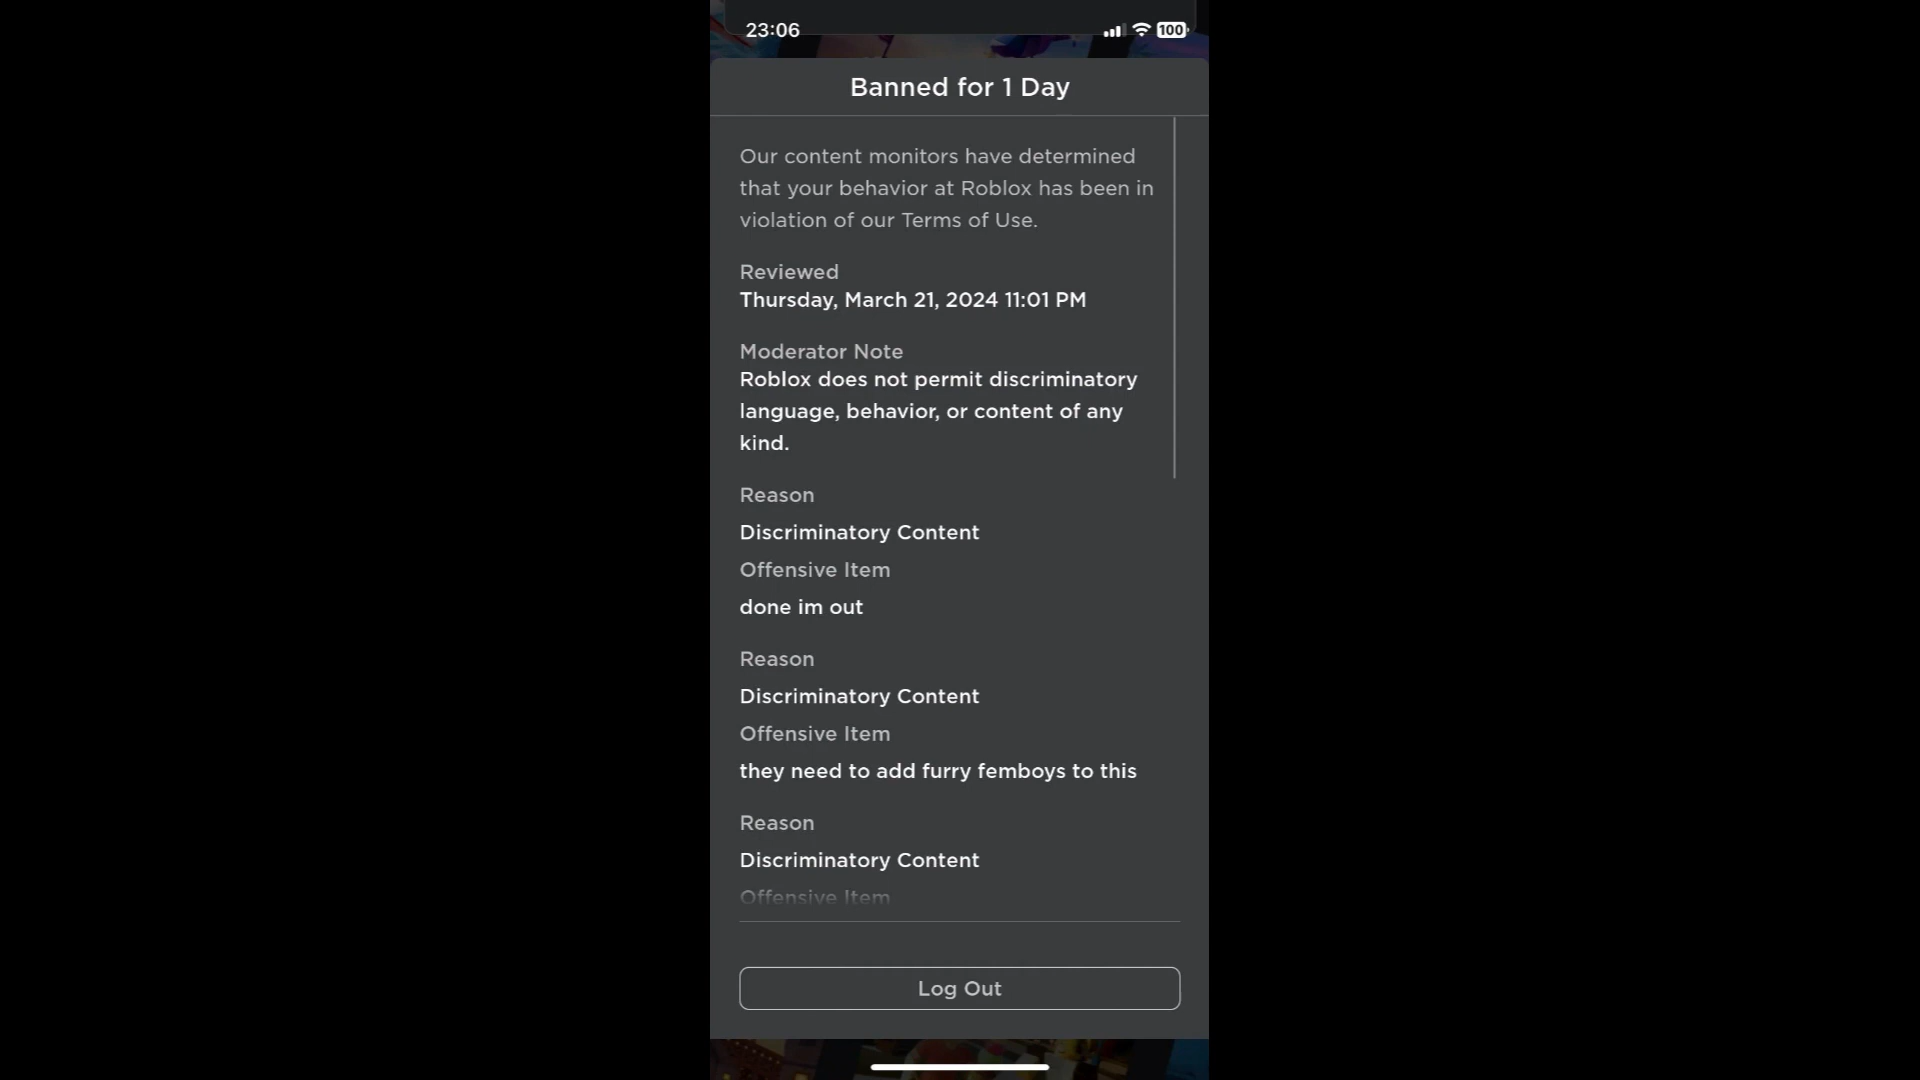 23:06
100
Banned for 1 Day
Our content monitors have determined
that your behavior at Roblox has been in
violation of our Terms of Use.
Reviewed
Thursday, March 21, 2024 11:01 PM
Moderator Note
Roblox does not permit discriminatory
language, behavior, or content of any
kind.
Reason
Discriminatory Content
Offensive Item
done im out
Reason
Discriminatory Content
Offensive Item
they need to add furry femboys to this
Reason
Discriminatory Content
Offensive Item
Log Out